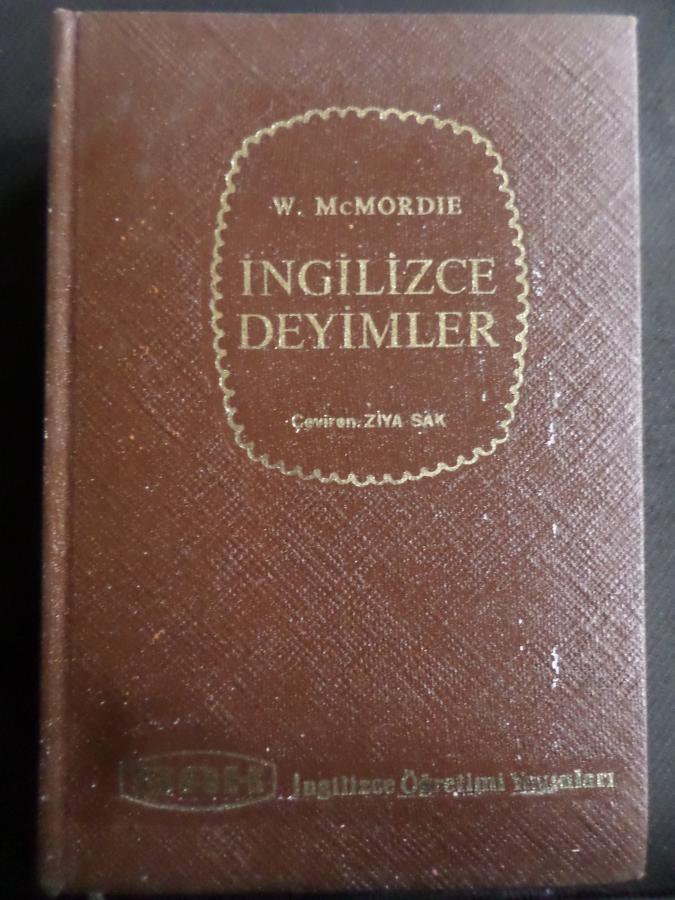 W. McMORDIE
İNGİLİZCE
DEYİMLER
Çeviren: ZİYA SAK
İngilizce Öğretimi Yayınları